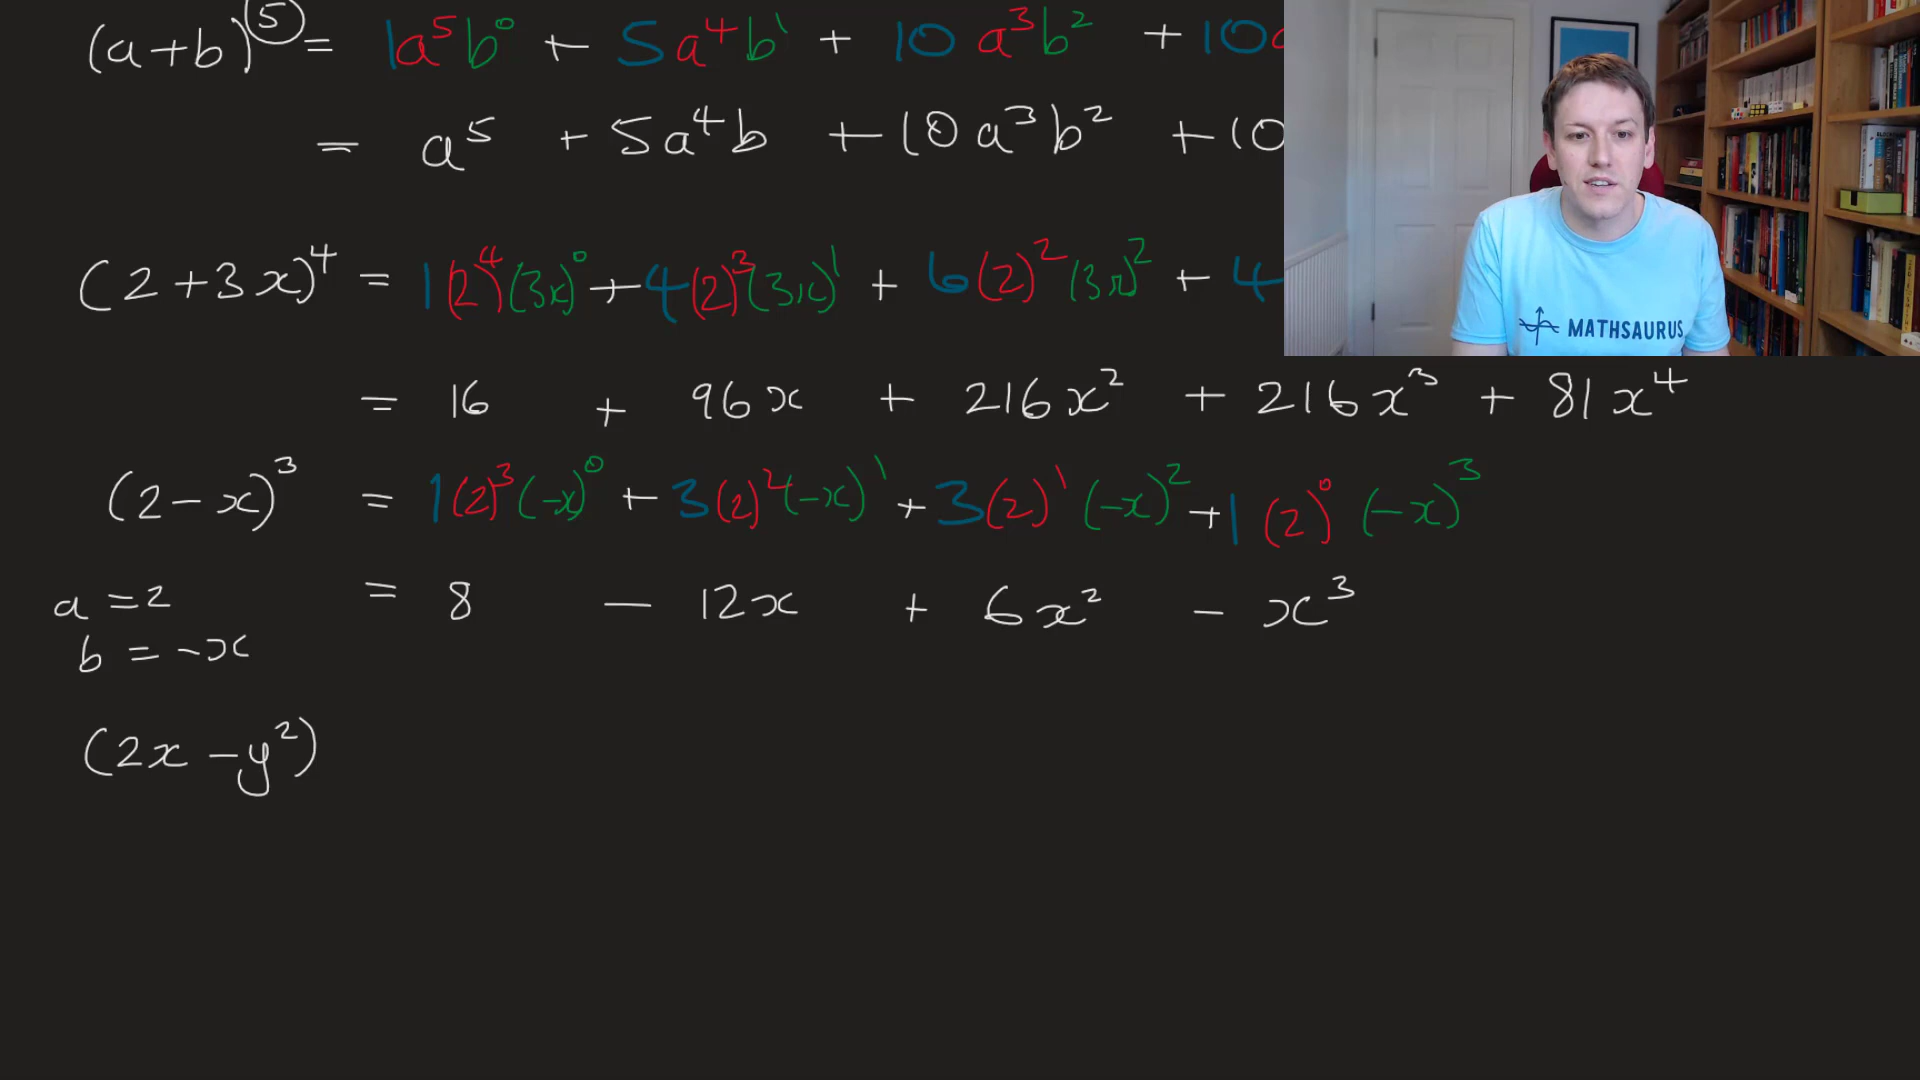 (a+b)⁵ = 1a⁵b⁰ + 5a⁴b¹ + 10a³b² + 10a
= a⁵ + 5a⁴b + 10a³b² + 10
(2+3x)⁴ = 1(2)⁴(3x)⁰ + 4(2)³(3x)¹ + 6(2)²(3x)² + 4
MATHSAURUS
= 16 + 96x + 216x² + 216x³ + 81x⁴
(2-x)³ = 1(2)³(-x)⁰ + 3(2)²(-x)¹ + 3(2)¹(-x)² + 1(2)⁰(-x)³
= 8 - 12x + 6x² - x³
a = 2
b = -x
(2x - y²)